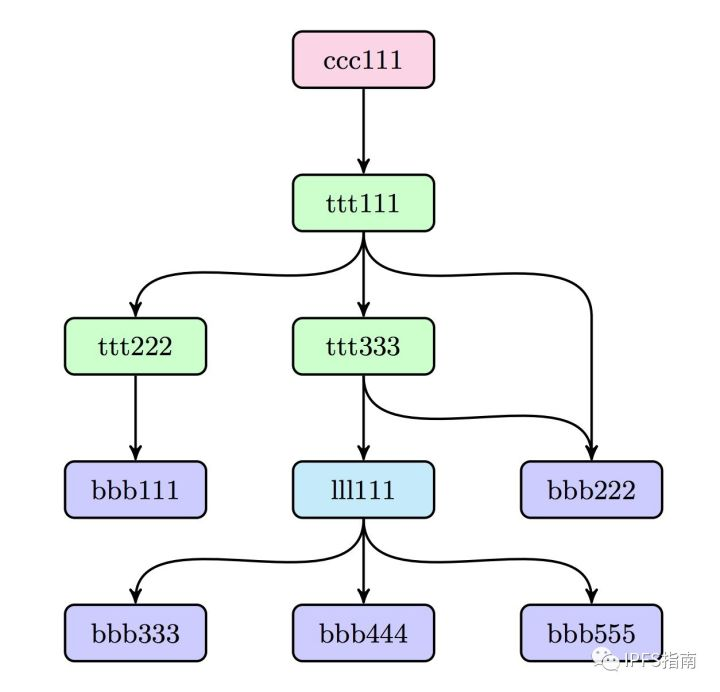 ccc111
ttt111
ttt222
ttt333
bbb111
lll111
bbb222
bbb333
bbb444
bbb555
IPFS指南